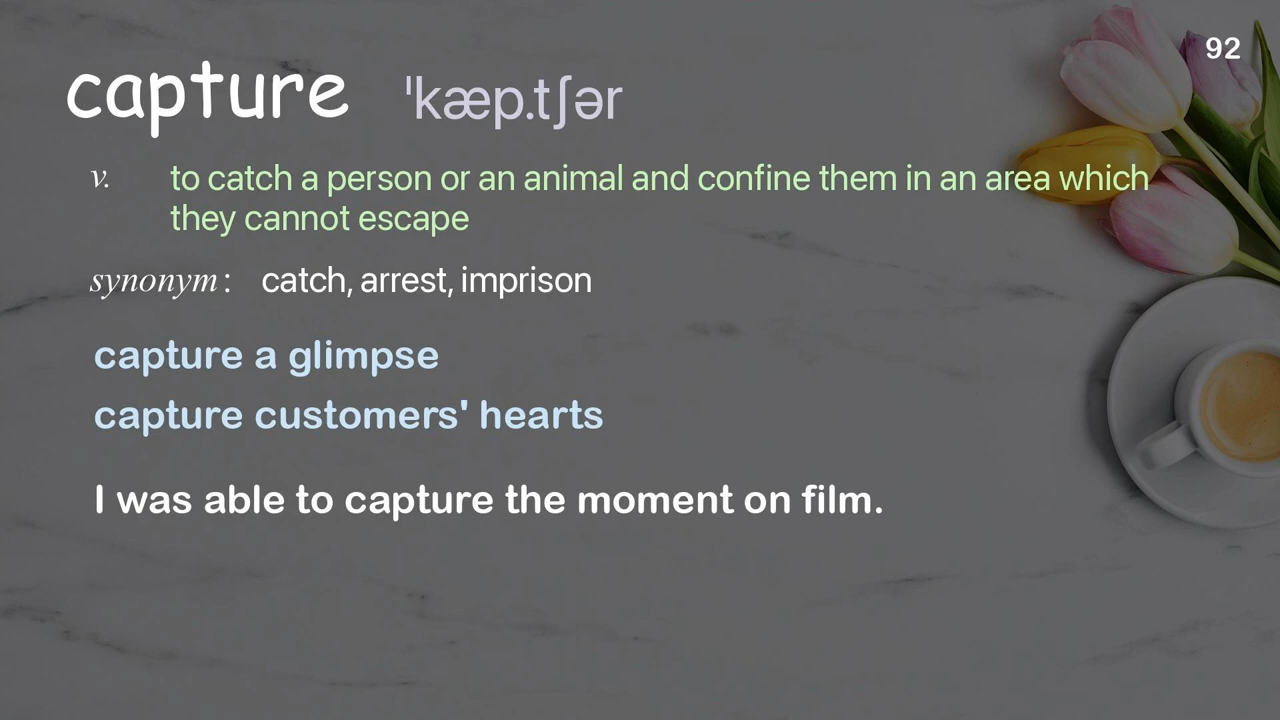 92
capture ˈkæp.tʃər
v. to catch a person or an animal and confine them in an area which
they cannot escape
synonym: catch, arrest, imprison
capture a glimpse
capture customers' hearts
I was able to capture the moment on film.